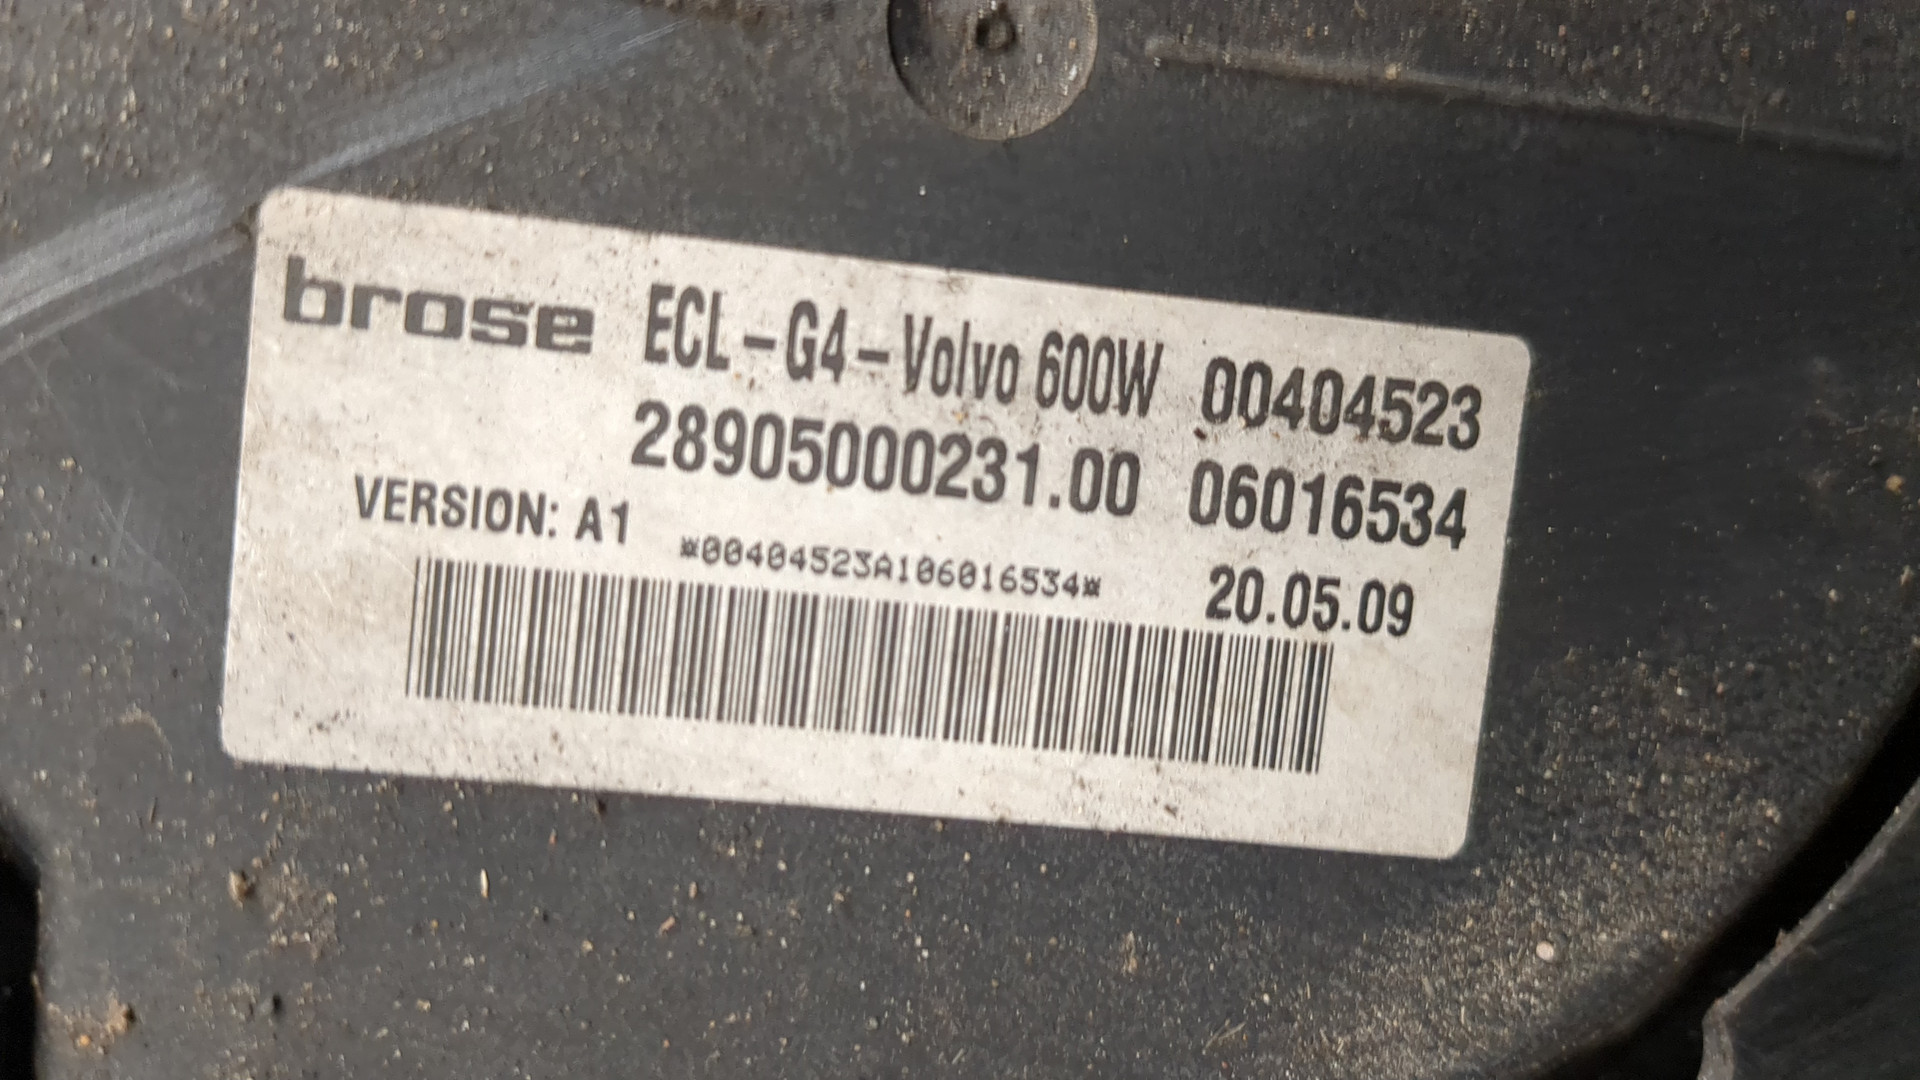 brose ECL-G4-Volvo 600W 00404523
28905000231.00 06016534
VERSION: A1 *00404523A106016534* 20.05.09